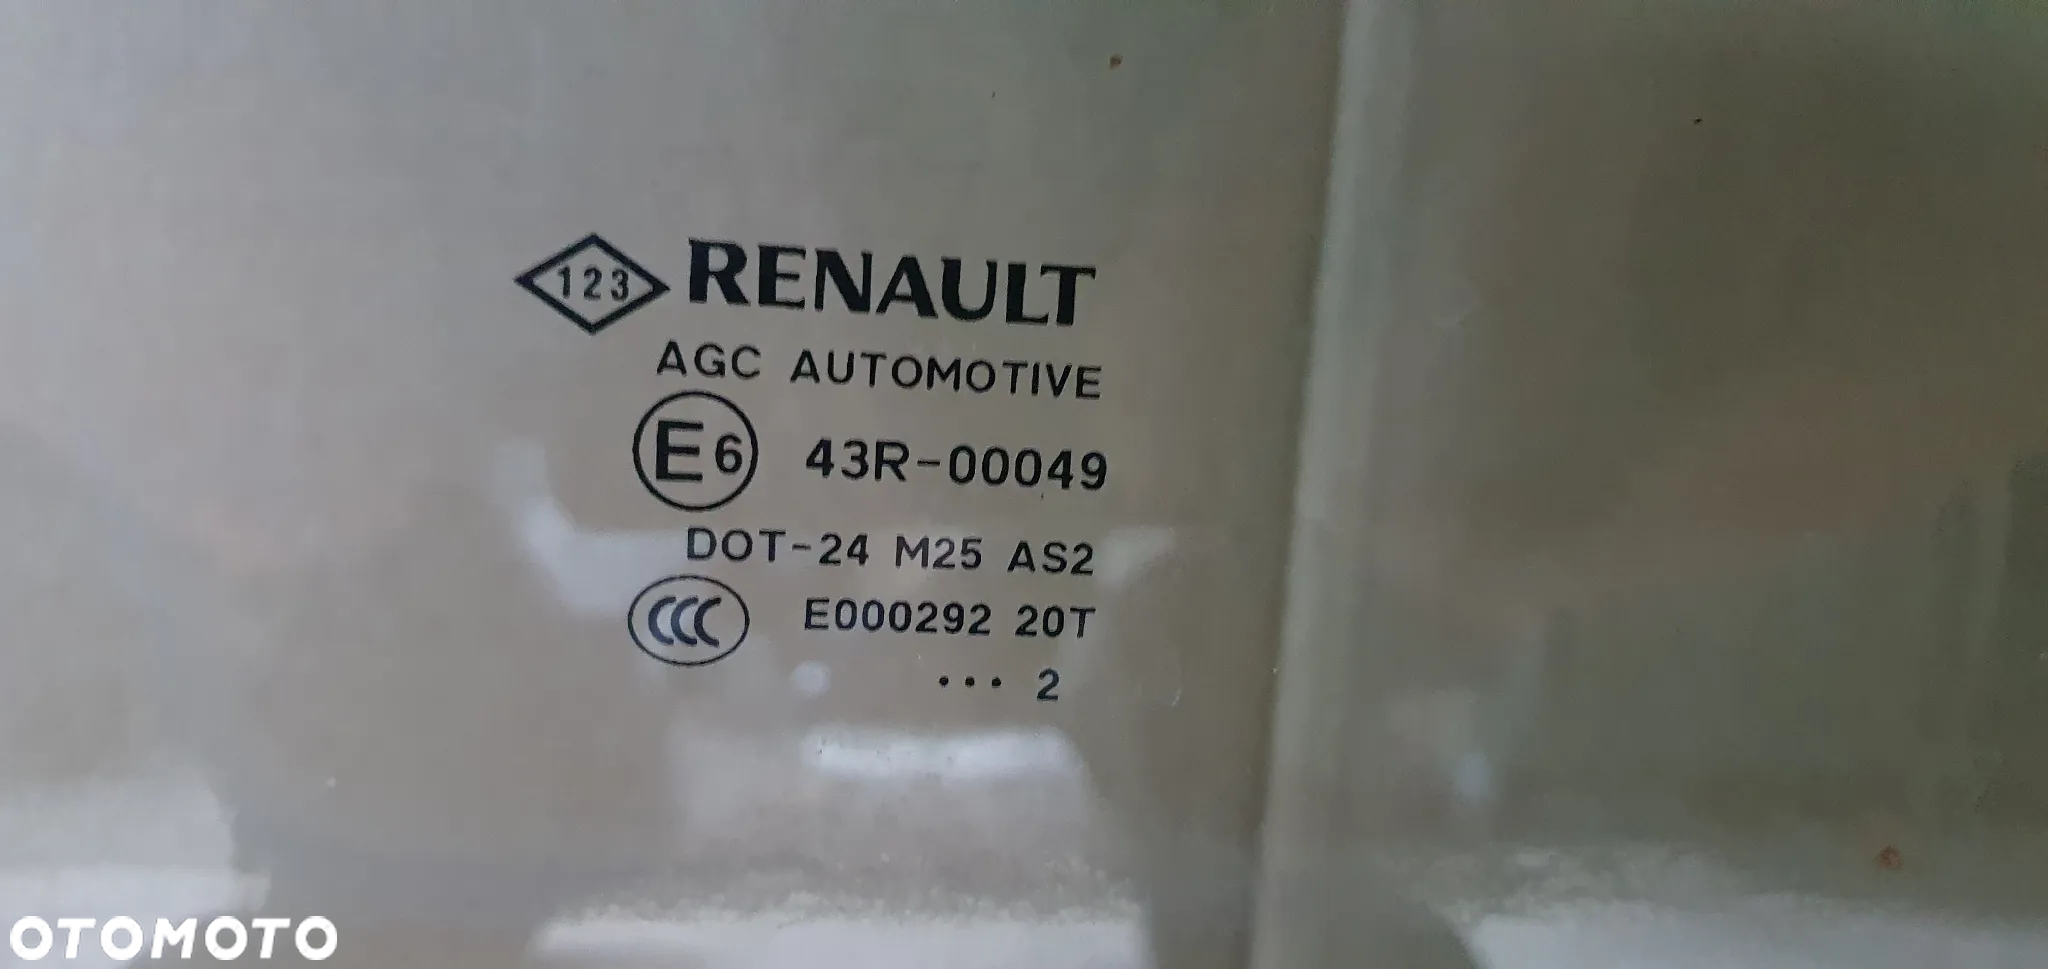 123 RENAULT
AGC AUTOMOTIVE
E6 43R-00049
DOT-24 M25 AS2
CCC E000292 20T
... 2
OTOMOTO